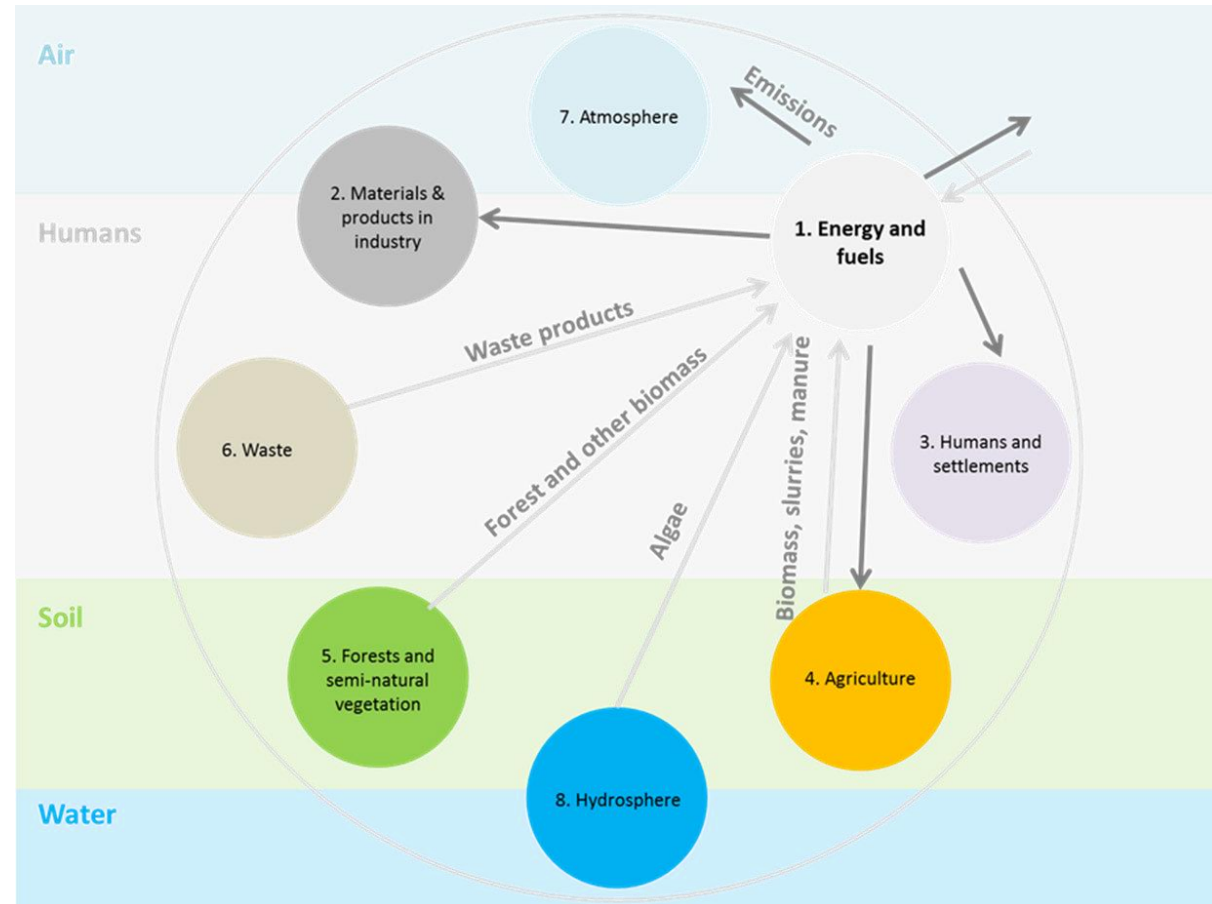 Air
Emissions
7. Atmosphere
2. Materials &
products in
industry
Humans
1. Energy and
fuels
Waste products
Forest and other biomass
Biomass, slurries, manure
6. Waste
3. Humans and
settlements
Algae
Soil
5. Forests and
semi-natural
vegetation
4. Agriculture
8. Hydrosphere
Water